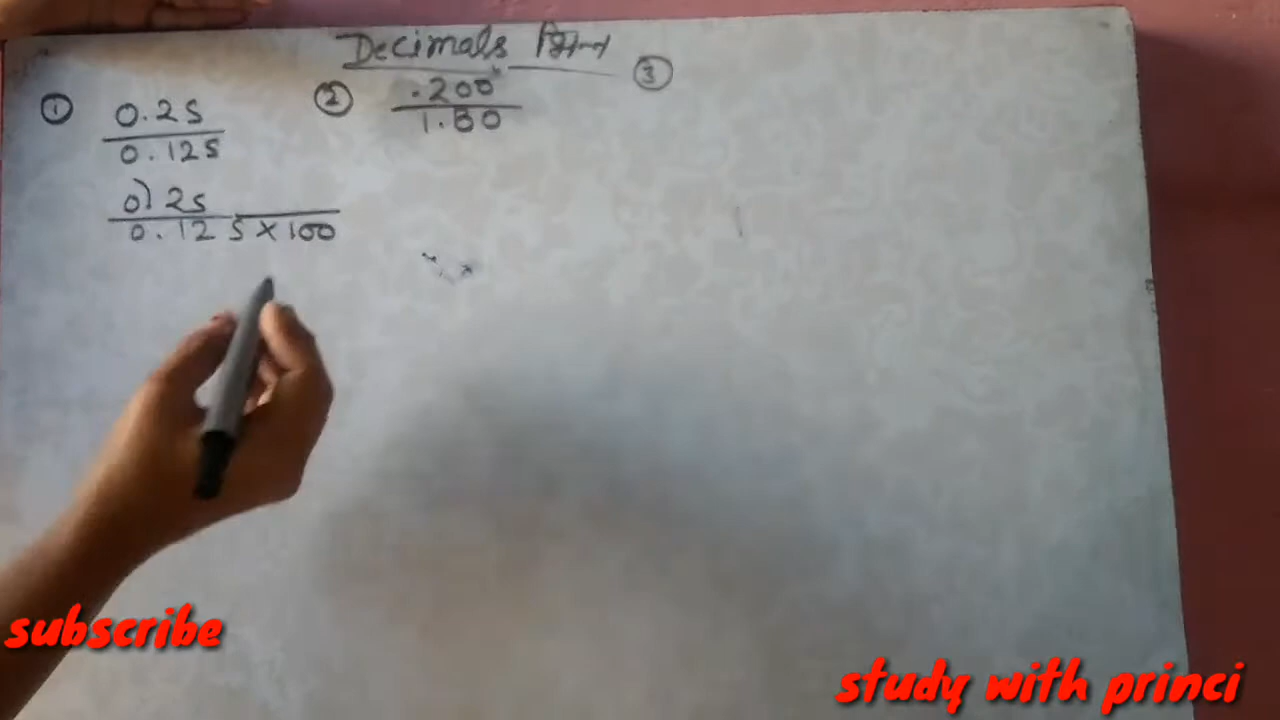 Decimals भिन्न
① 0.25 / 0.125
② .200 / 1.50
③
0) 25 / 0.125 × 100
subscribe
study with princi